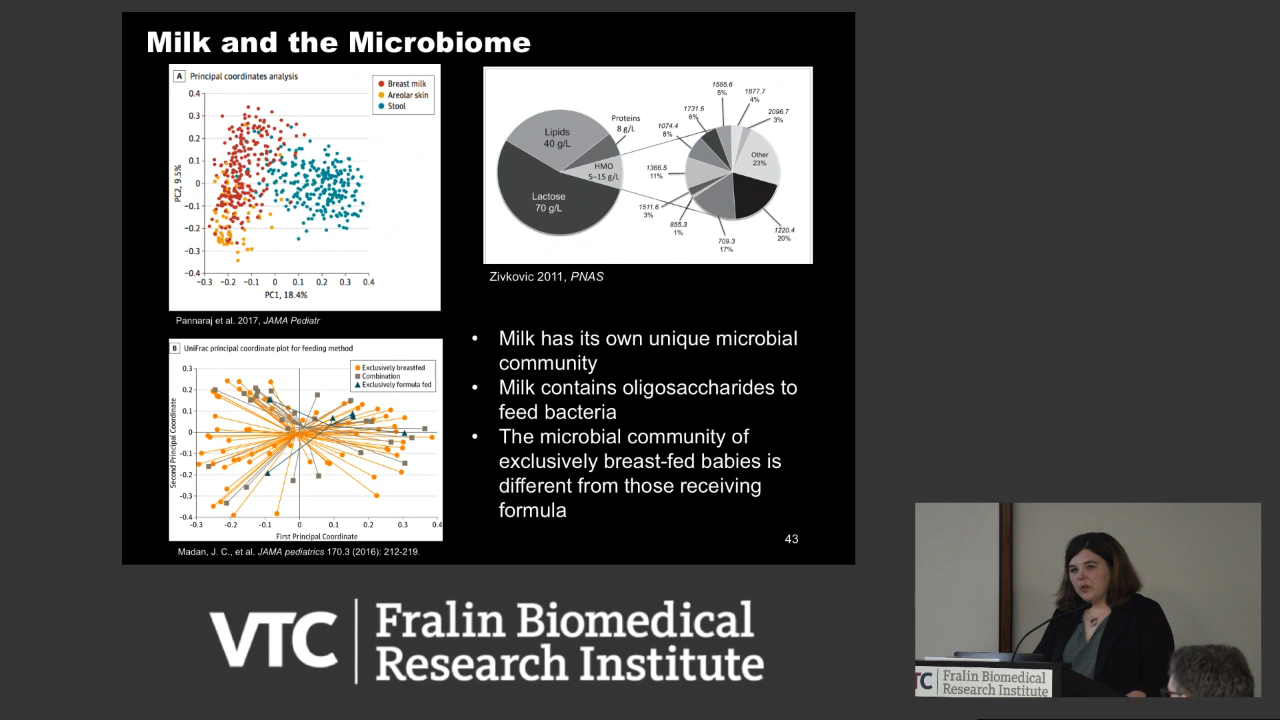 Milk and the Microbiome
A Principal coordinates analysis
Breast milk
Areolar skin
Stool
0.4
0.3
0.2
0.1
0
−0.1
−0.2
−0.3
−0.4
PC2, 9.5%
−0.3 −0.2 −0.1 0 0.1 0.2 0.3 0.4
PC1, 18.4%
Pannaraj et al. 2017, JAMA Pediatr
B UniFrac principal coordinate plot for feeding method
Exclusively breastfed
Combination
Exclusively formula fed
0.3
0.2
0.1
0
-0.1
-0.2
-0.3
-0.4
Second Principal Coordinate
-0.3 -0.2 -0.1 0 0.1 0.2 0.3 0.4
First Principal Coordinate
Madan, J. C., et al. JAMA pediatrics 170.3 (2016): 212-219.
Lipids
40 g/L
Proteins
8 g/L
HMO
5–15 g/L
Lactose
70 g/L
1585.6
5%
1877.7
4%
2096.7
3%
1731.6
6%
1074.4
8%
Other
23%
1366.5
11%
1511.6
3%
855.3
1%
709.3
17%
1220.4
20%
Zivkovic 2011, PNAS
• Milk has its own unique microbial
community
• Milk contains oligosaccharides to
feed bacteria
• The microbial community of
exclusively breast-fed babies is
different from those receiving
formula
43
VTC Fralin Biomedical
Research Institute
TC Fralin Biomedical
Research Institute